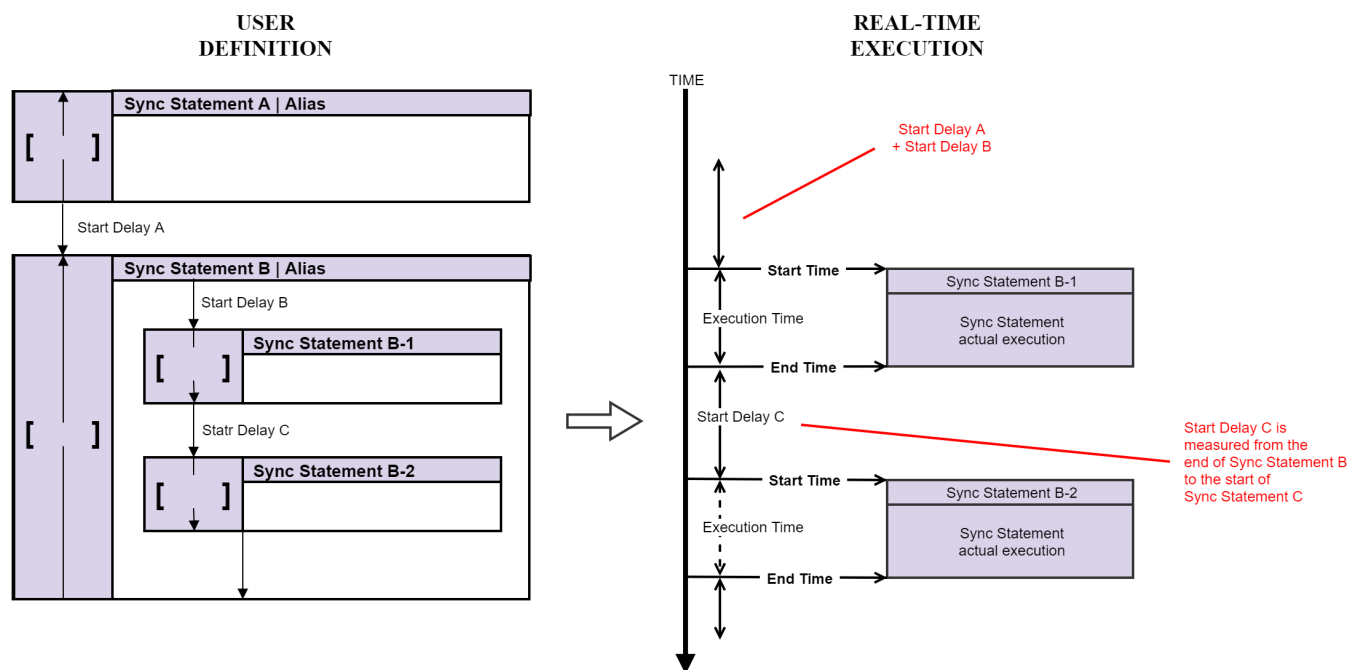 USER
DEFINITION
Sync Statement A | Alias
[ ]
Start Delay A
Sync Statement B | Alias
Start Delay B
Sync Statement B-1
[ ]
Statr Delay C
[ ]
Sync Statement B-2
[ ]
REAL-TIME
EXECUTION
TIME
Start Delay A
+ Start Delay B
Start Time
Sync Statement B-1
Execution Time
Sync Statement
actual execution
End Time
Start Delay C
Start Delay C is
measured from the
end of Sync Statement B
to the start of
Sync Statement C
Start Time
Sync Statement B-2
Execution Time
Sync Statement
actual execution
End Time